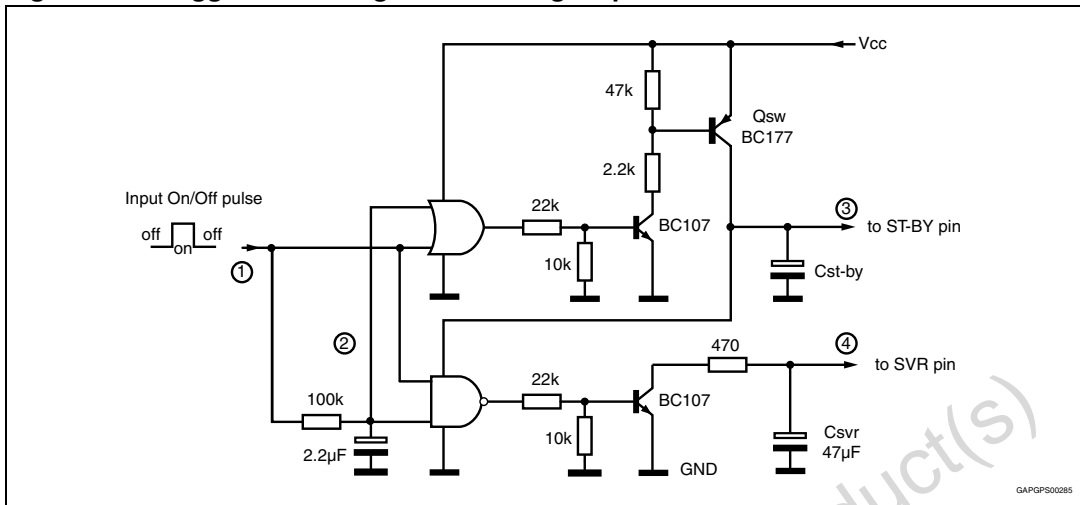 Vcc
47k
Qsw
BC177
2.2k
Input On/Off pulse
off
on
off
1
22k
BC107
10k
3
to ST-BY pin
Cst-by
2
470
4
to SVR pin
100k
22k
BC107
2.2µF
10k
GND
Csvr
47µF
duct(s)
GAPGPS00285